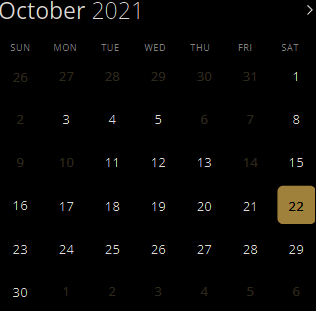 October 2021
SUN MON TUE WED THU FRI SAT
26 27 28 29 30 31 1
2 3 4 5 6 7 8
9 10 11 12 13 14 15
16 17 18 19 20 21 22
23 24 25 26 27 28 29
30 1 2 3 4 5 6